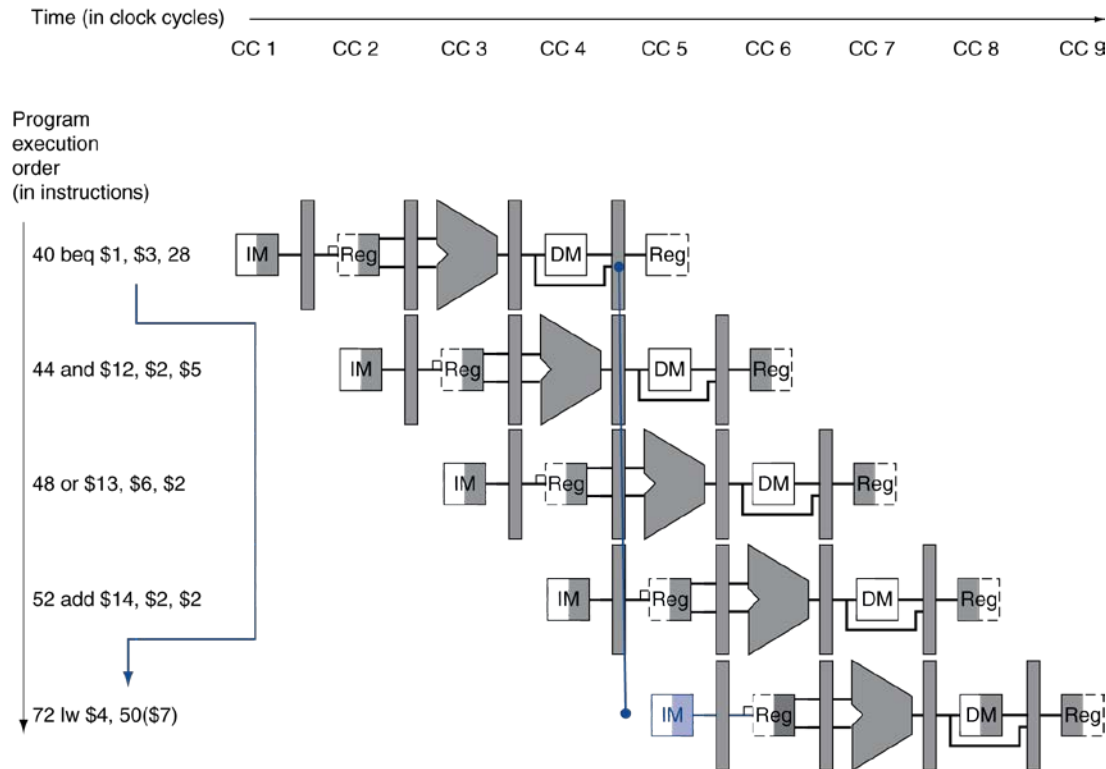 Time (in clock cycles)
CC 1 CC 2 CC 3 CC 4 CC 5 CC 6 CC 7 CC 8 CC 9
Program
execution
order
(in instructions)
40 beq $1, $3, 28
IM Reg DM Reg
44 and $12, $2, $5
IM Reg DM Reg
48 or $13, $6, $2
IM Reg DM Reg
52 add $14, $2, $2
IM Reg DM Reg
72 lw $4, 50($7)
IM Reg DM Reg